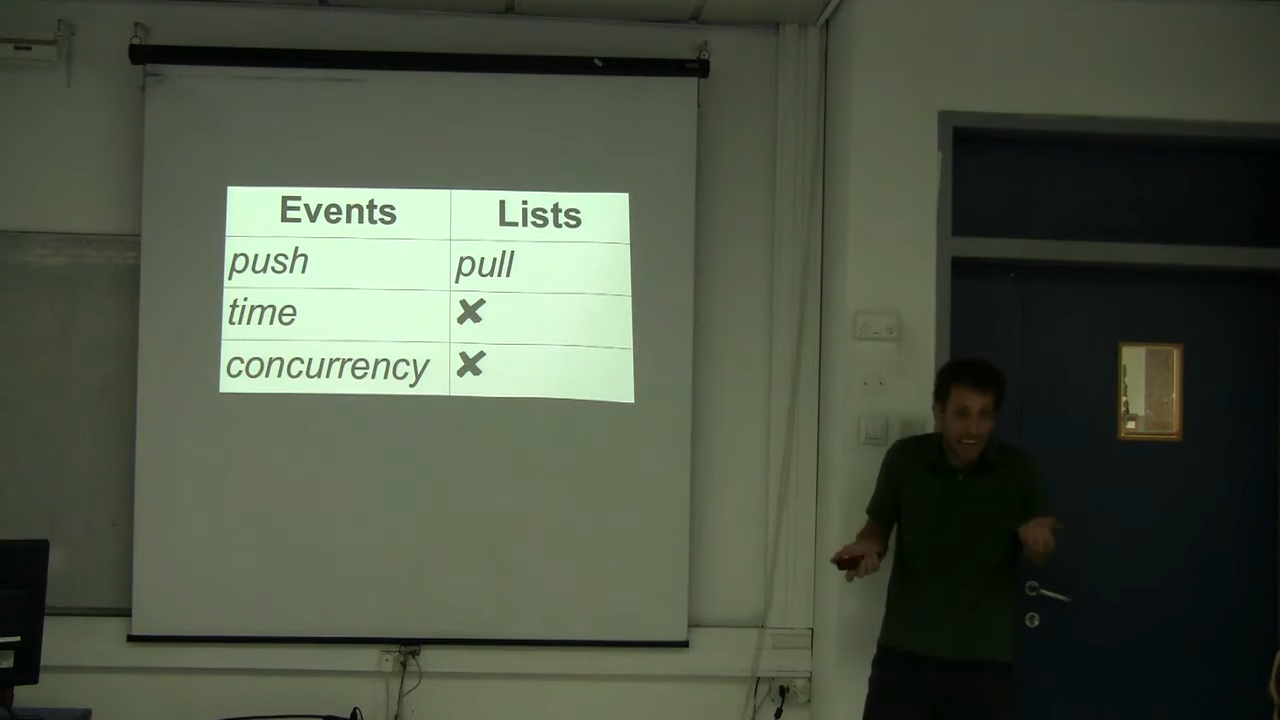 Events Lists
push pull
time ✘
concurrency ✘